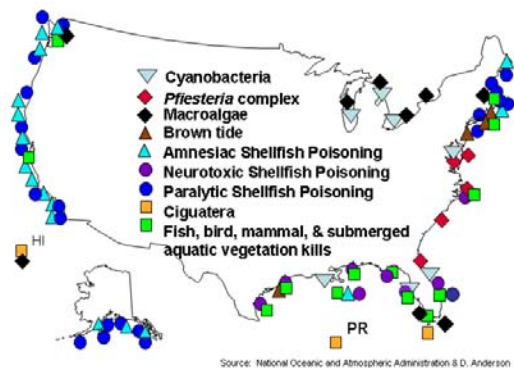 Cyanobacteria
Pfiesteria complex
Macroalgae
Brown tide
Amnesiac Shellfish Poisoning
Neurotoxic Shellfish Poisoning
Paralytic Shellfish Poisoning
Ciguatera
Fish, bird, mammal, & submerged
aquatic vegetation kills
HI
PR
Source: National Oceanic and Atmospheric Administration & D. Anderson